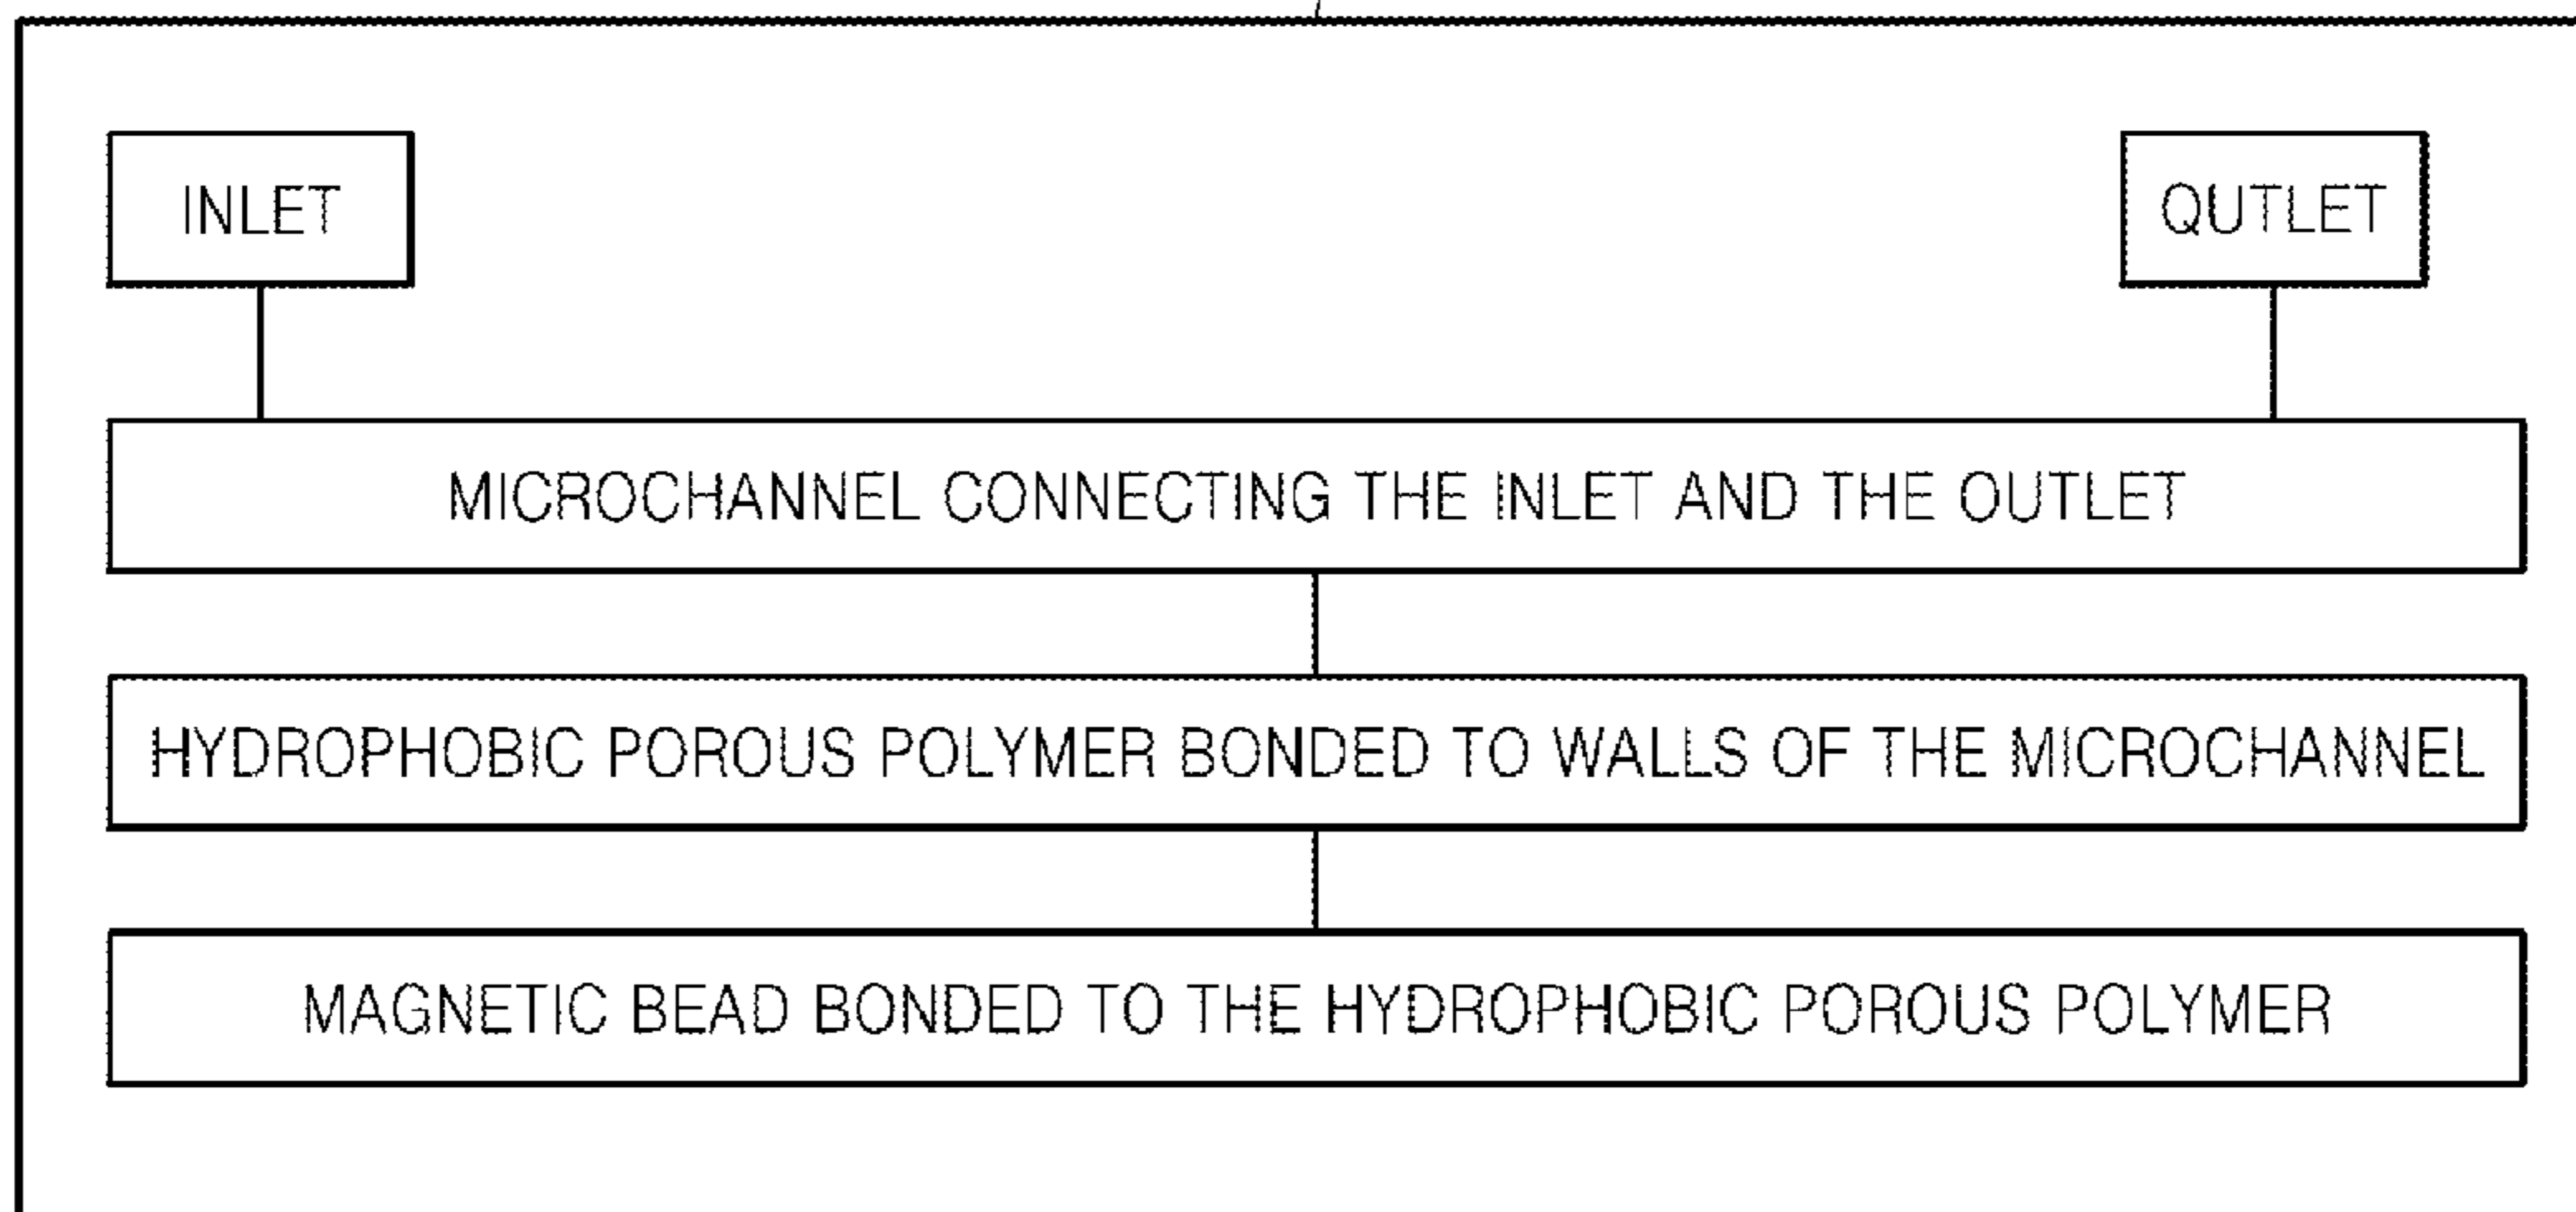 INLET
QUTLET
MICROCHANNEL CONNECTING THE INLET AND THE OUTLET
HYDROPHOBIC POROUS POLYMER BONDED TO WALLS OF THE MICROCHANNEL
MAGNETIC BEAD BONDED TO THE HYDROPHOBIC POROUS POLYMER